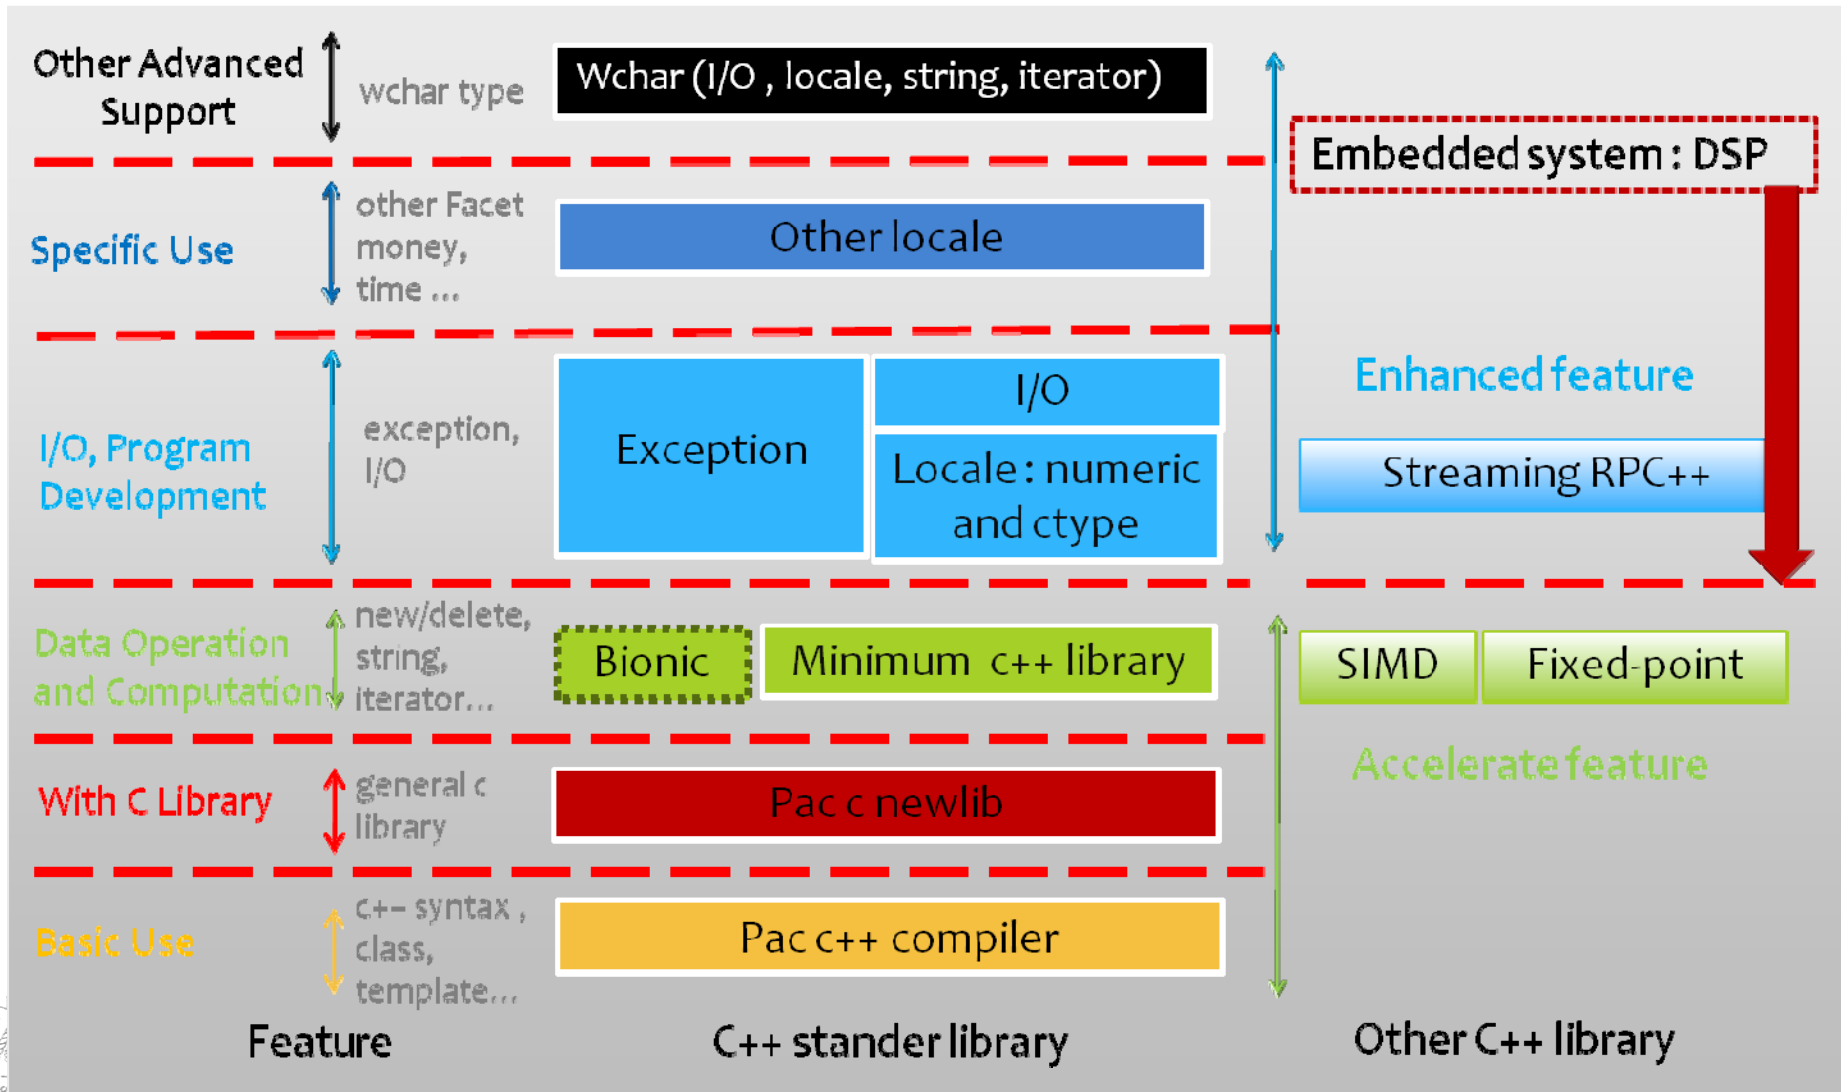 Other Advanced
Support
wchar type
Wchar (I/O , locale, string, iterator)
Embedded system : DSP
Specific Use
other Facet
money,
time ...
Other locale
I/O, Program
Development
exception,
I/O
Exception
I/O
Locale : numeric
and ctype
Enhanced feature
Streaming RPC++
Data Operation
and Computation
new/delete,
string,
iterator...
Bionic
Minimum c++ library
SIMD
Fixed-point
Accelerate feature
With C Library
general c
library
Pac c newlib
Basic Use
c++ syntax ,
class,
template...
Pac c++ compiler
Feature
C++ stander library
Other C++ library